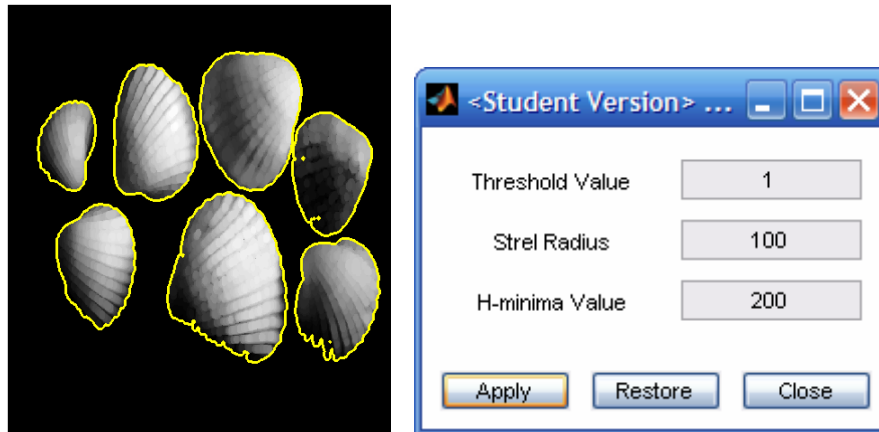 <Student Version> ...
Threshold Value 1
Strel Radius 100
H-minima Value 200
Apply Restore Close